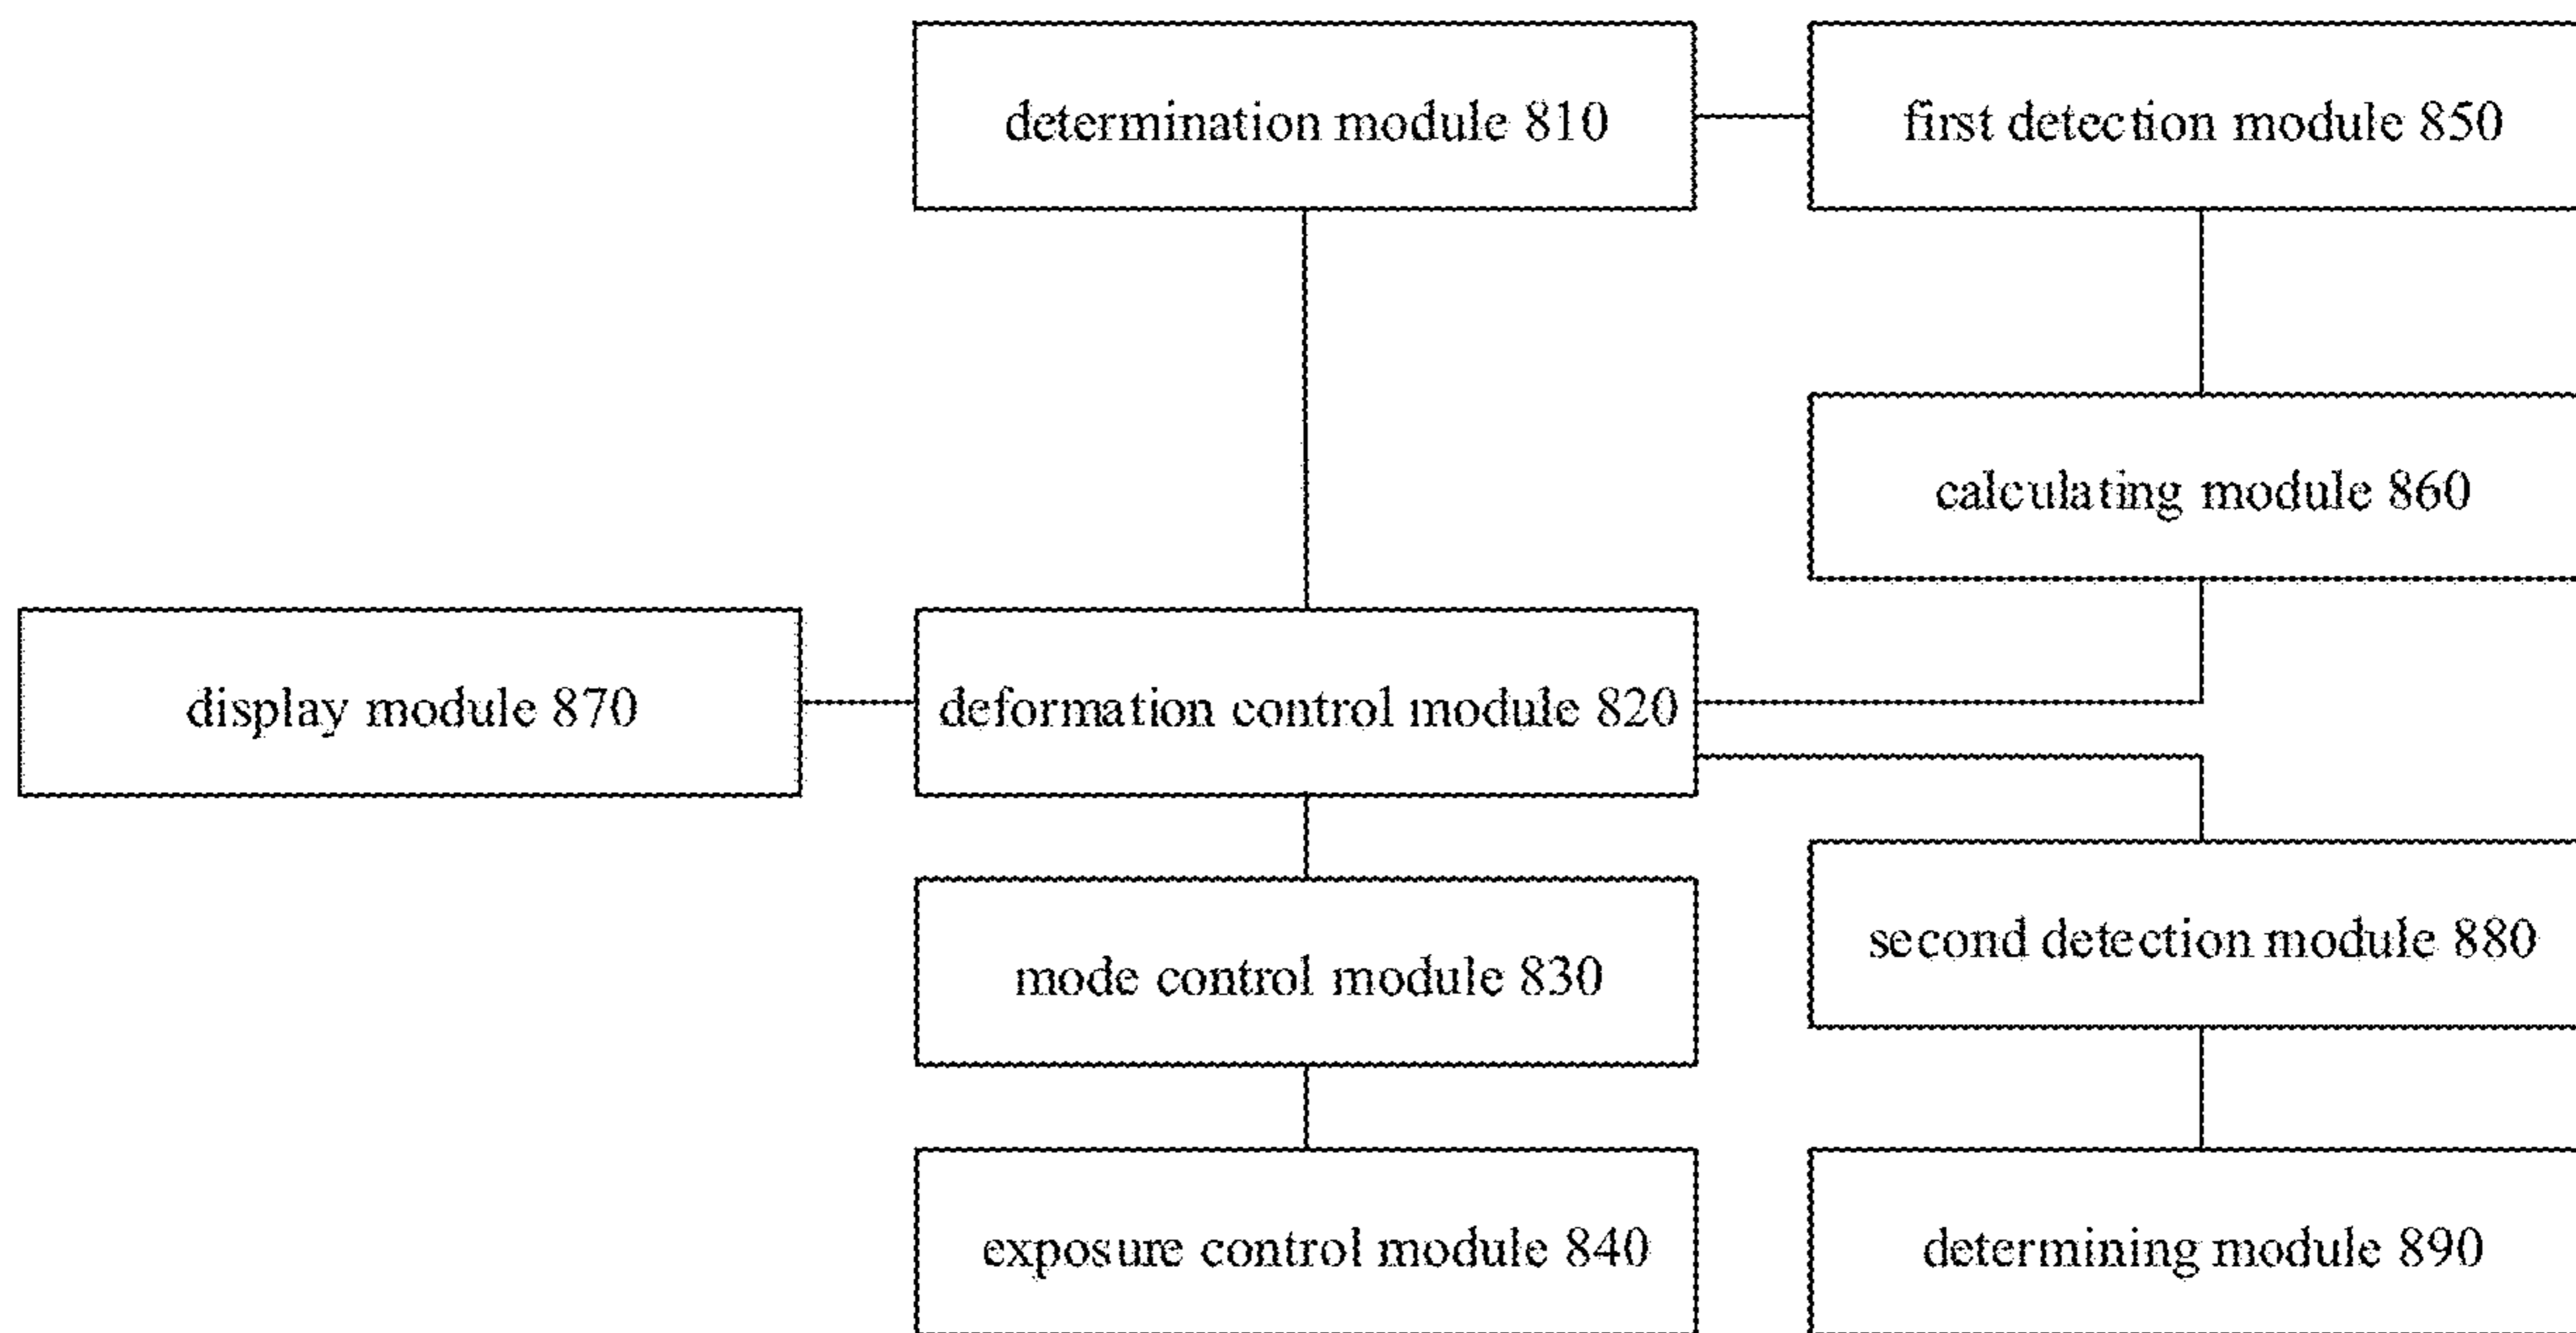 determination module 810
first detection module 850
calculating module 860
display module 870
deformation control module 820
second detection module 880
mode control module 830
exposure control module 840
determining module 890